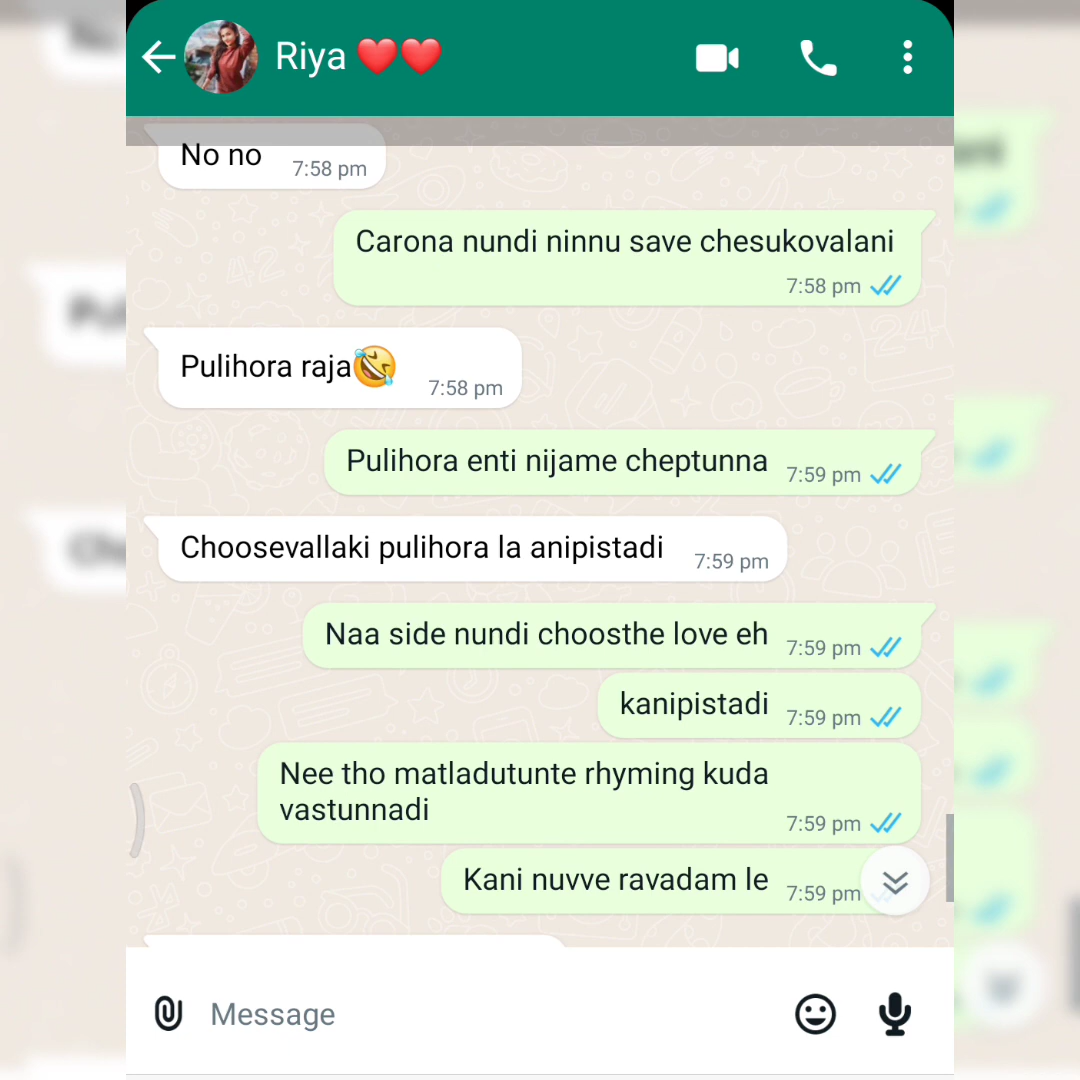 Riya ❤️❤️
No no
7:58 pm
Carona nundi ninnu save chesukovalani
7:58 pm
Pulihora raja🤣
7:58 pm
Pulihora enti nijame cheptunna
7:59 pm
Choosevallaki pulihora la anipistadi
7:59 pm
Naa side nundi choosthe love eh
7:59 pm
kanipistadi
7:59 pm
Nee tho matladutunte rhyming kuda
vastunnadi
7:59 pm
Kani nuvve ravadam le
7:59 pm
Message